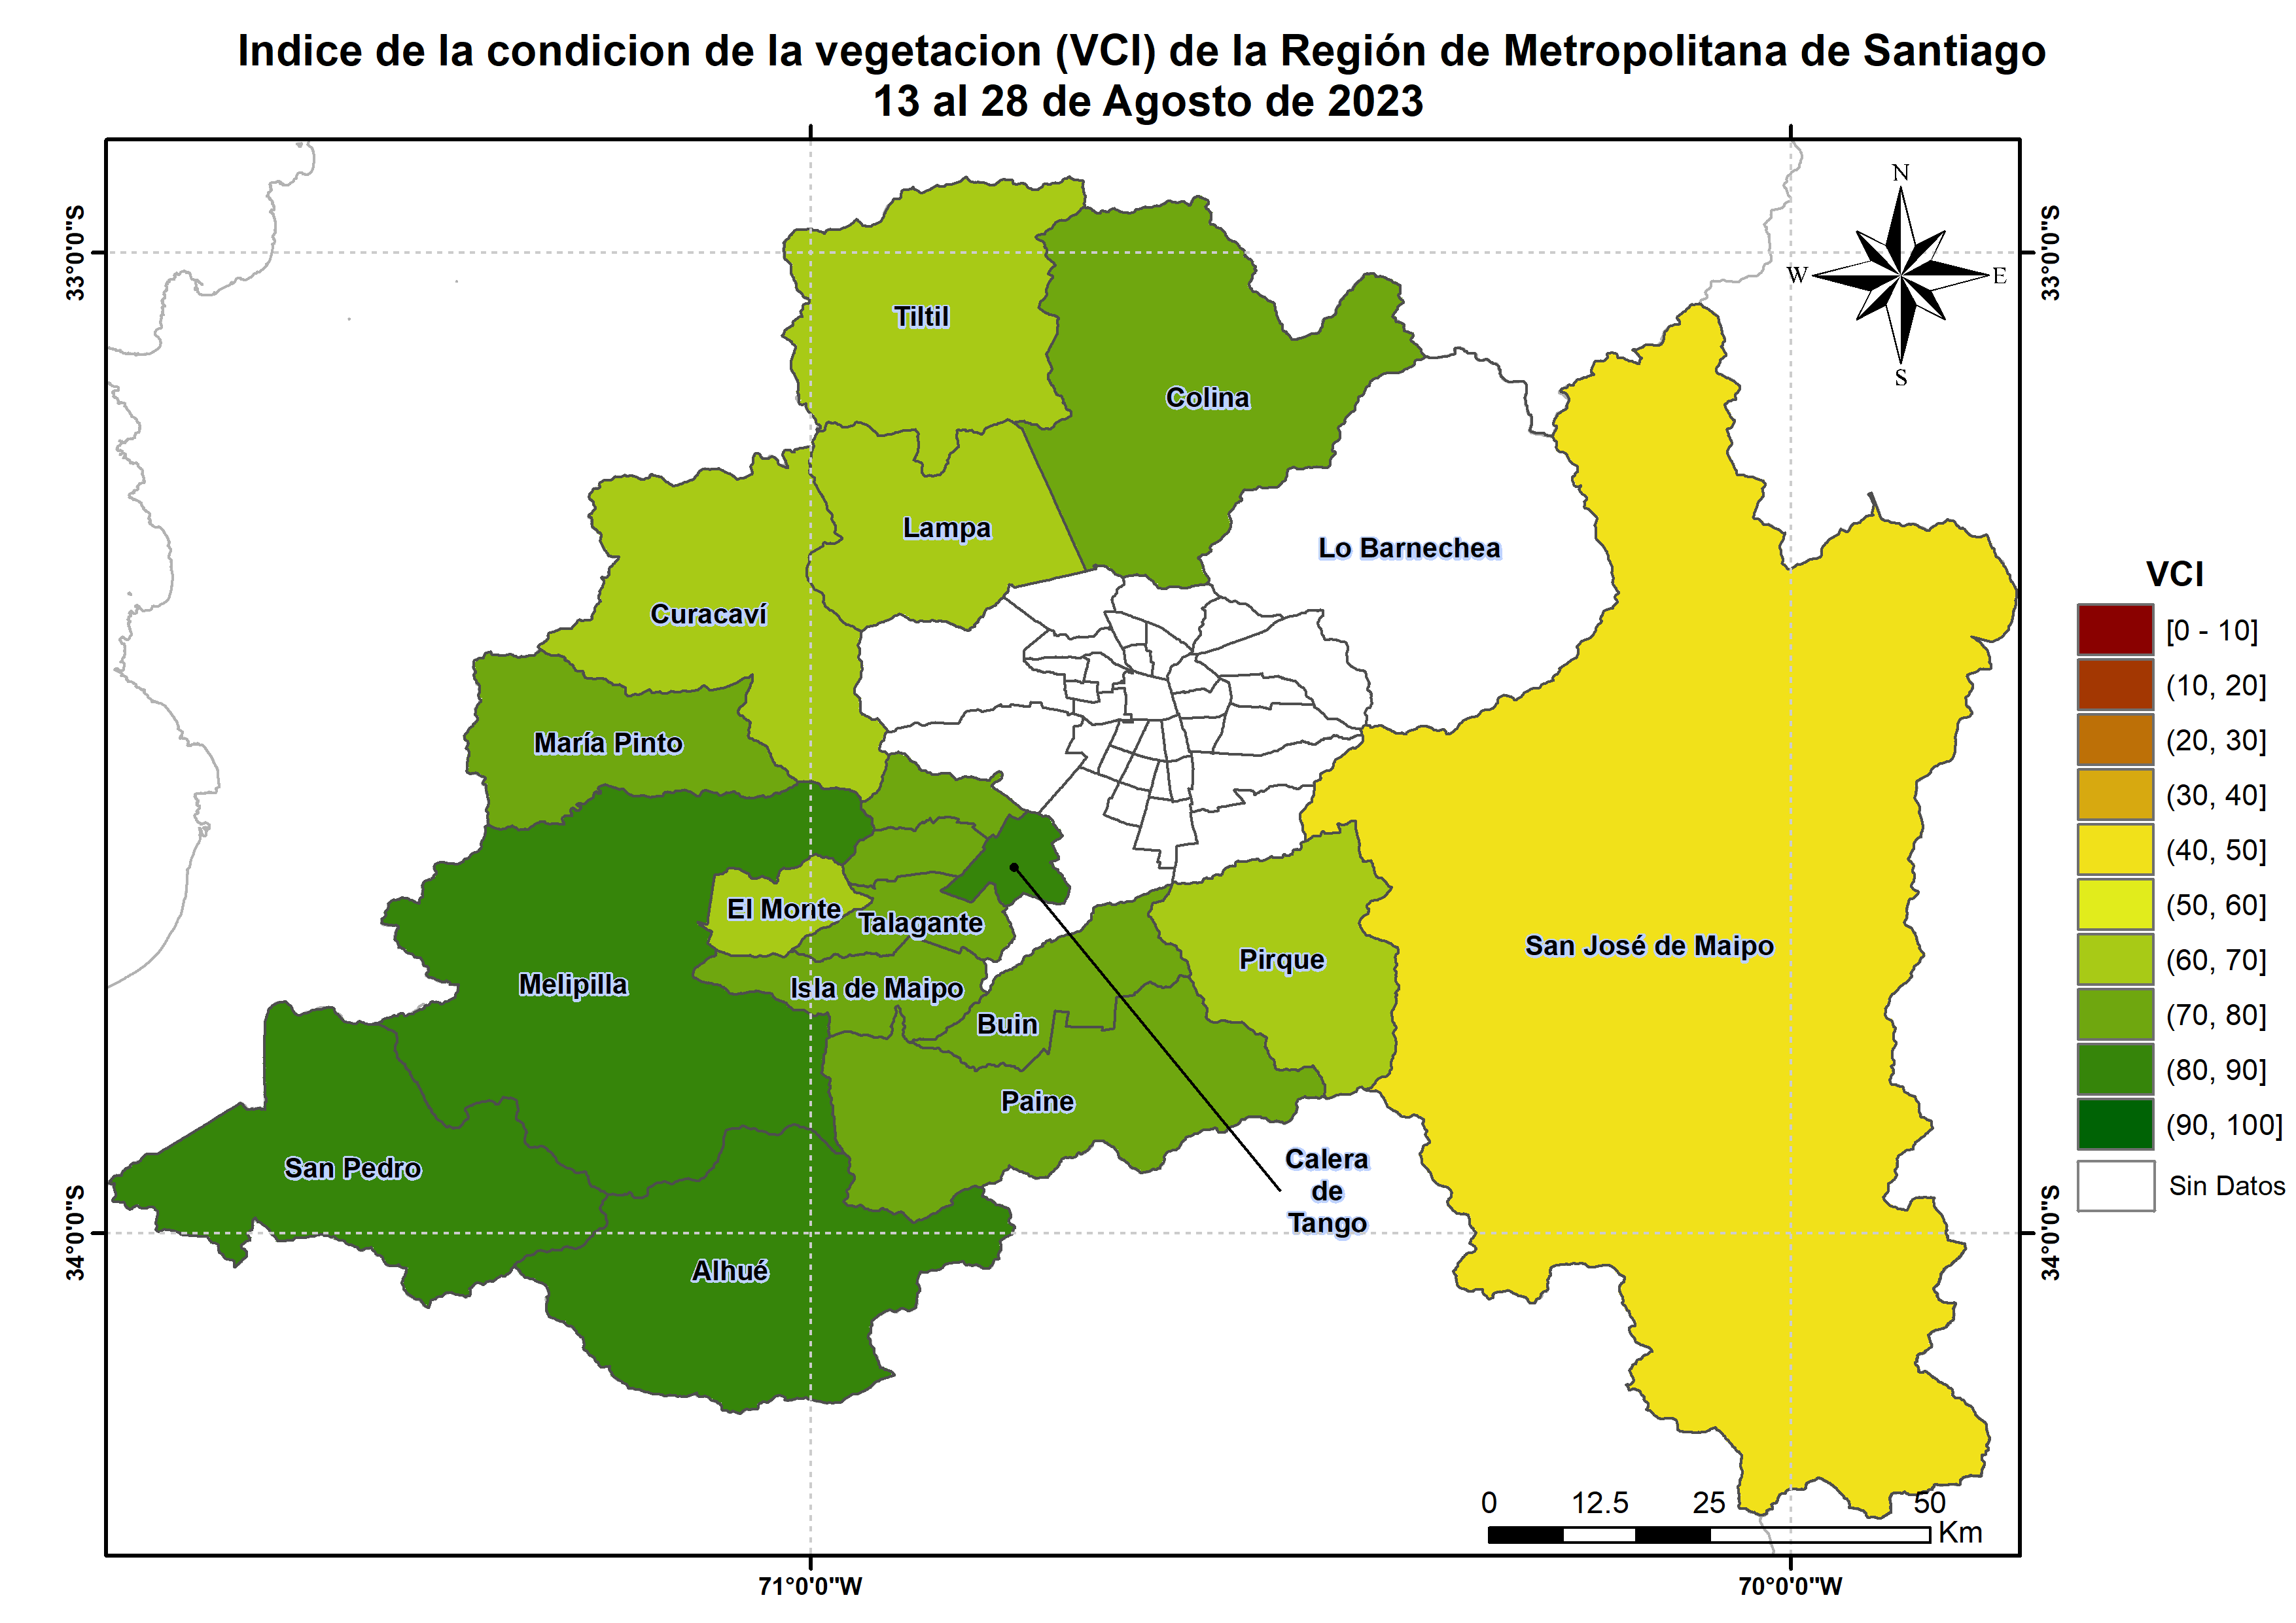 Indice de la condicion de la vegetacion (VCI) de la Región de Metropolitana de Santiago
13 al 28 de Agosto de 2023
N
W
E
S
33°0'0"S
33°0'0"S
Tiltil
Colina
Lampa
Lo Barnechea
Curacaví
María Pinto
El Monte
Talagante
San José de Maipo
Pirque
Melipilla
Isla de Maipo
Buin
Paine
San Pedro
Calera
de
Tango
Alhué
34°0'0"S
34°0'0"S
VCI
[0 - 10]
(10, 20]
(20, 30]
(30, 40]
(40, 50]
(50, 60]
(60, 70]
(70, 80]
(80, 90]
(90, 100]
Sin Datos
0 12.5 25 50
Km
71°0'0"W
70°0'0"W